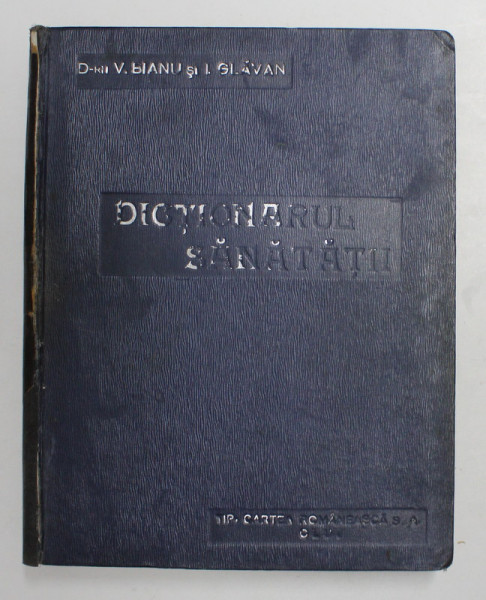 D-rii V. BIANU și I. GLĂVAN
DICȚIONARUL
SĂNĂTĂȚII
TIP. CARTEA ROMÂNEASCĂ S. A.
CLUJ